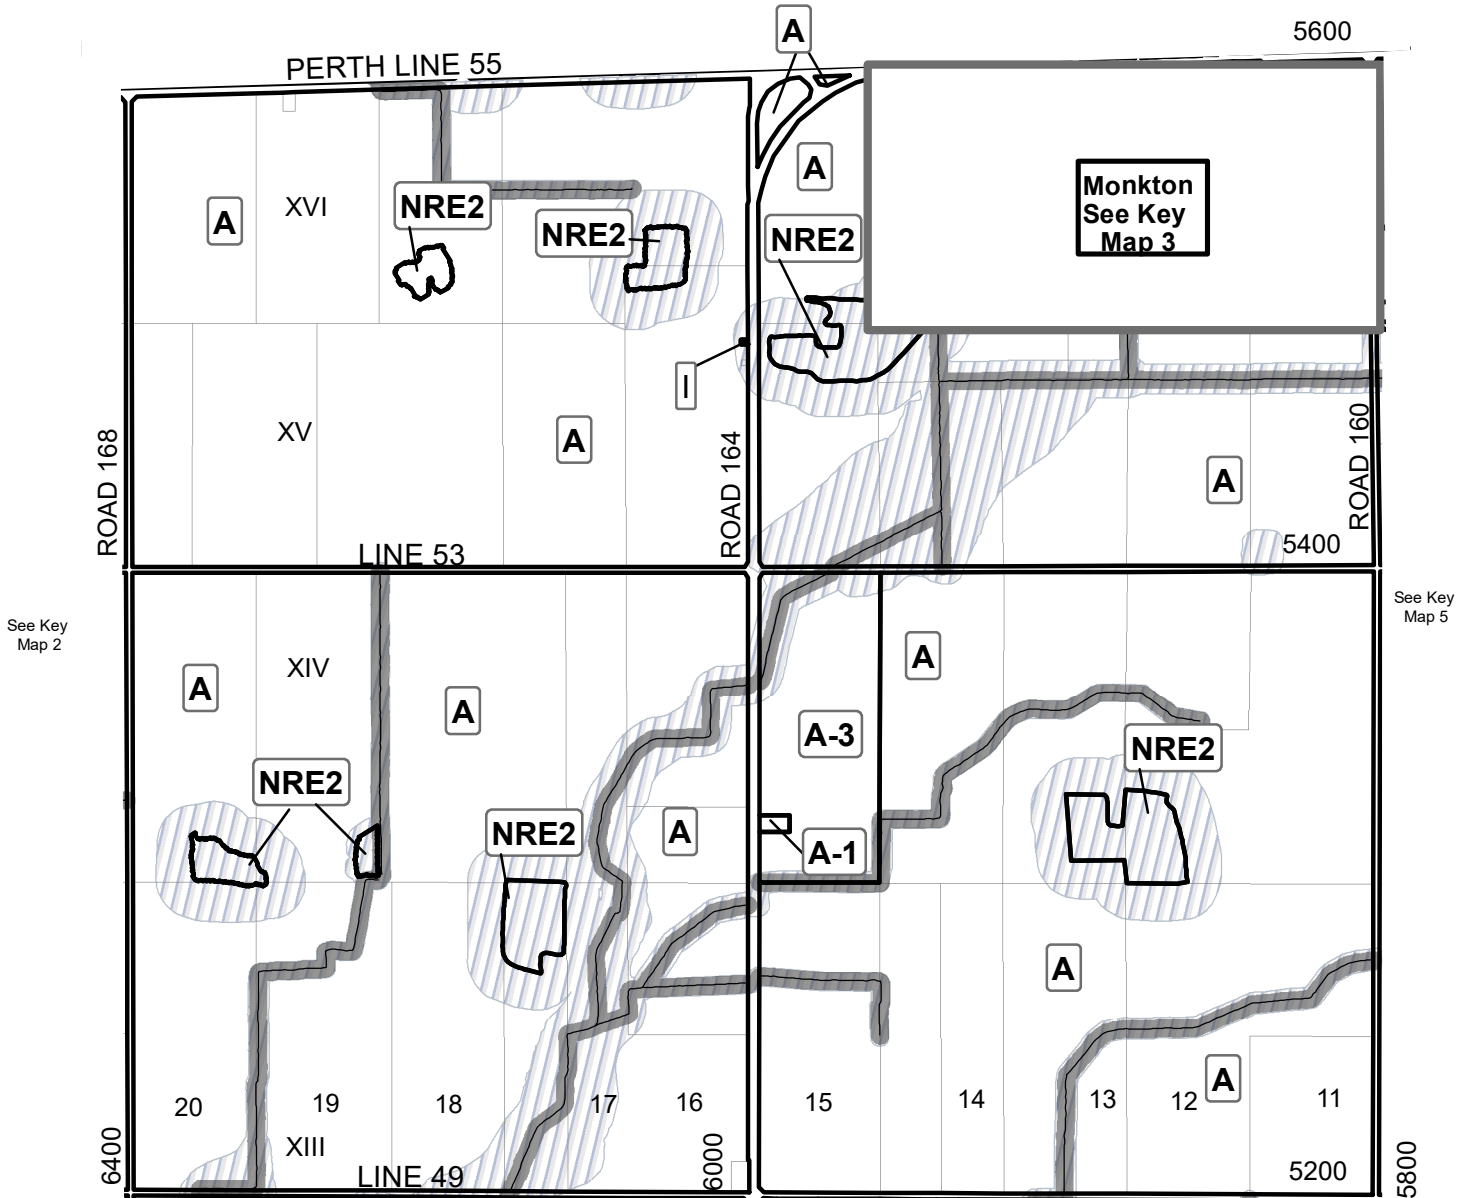 A
5600
PERTH LINE 55
A
Monkton
See Key
Map 3
A
XVI
NRE2
NRE2
NRE2
I
XV
A
A
ROAD 168
ROAD 164
ROAD 160
LINE 53
5400
See Key
Map 2
See Key
Map 5
XIV
A
A
A
A-3
NRE2
NRE2
NRE2
A
A-1
A
A
20
19
18
17
16
15
14
13
12
11
XIII
LINE 49
6400
6000
5200
5800